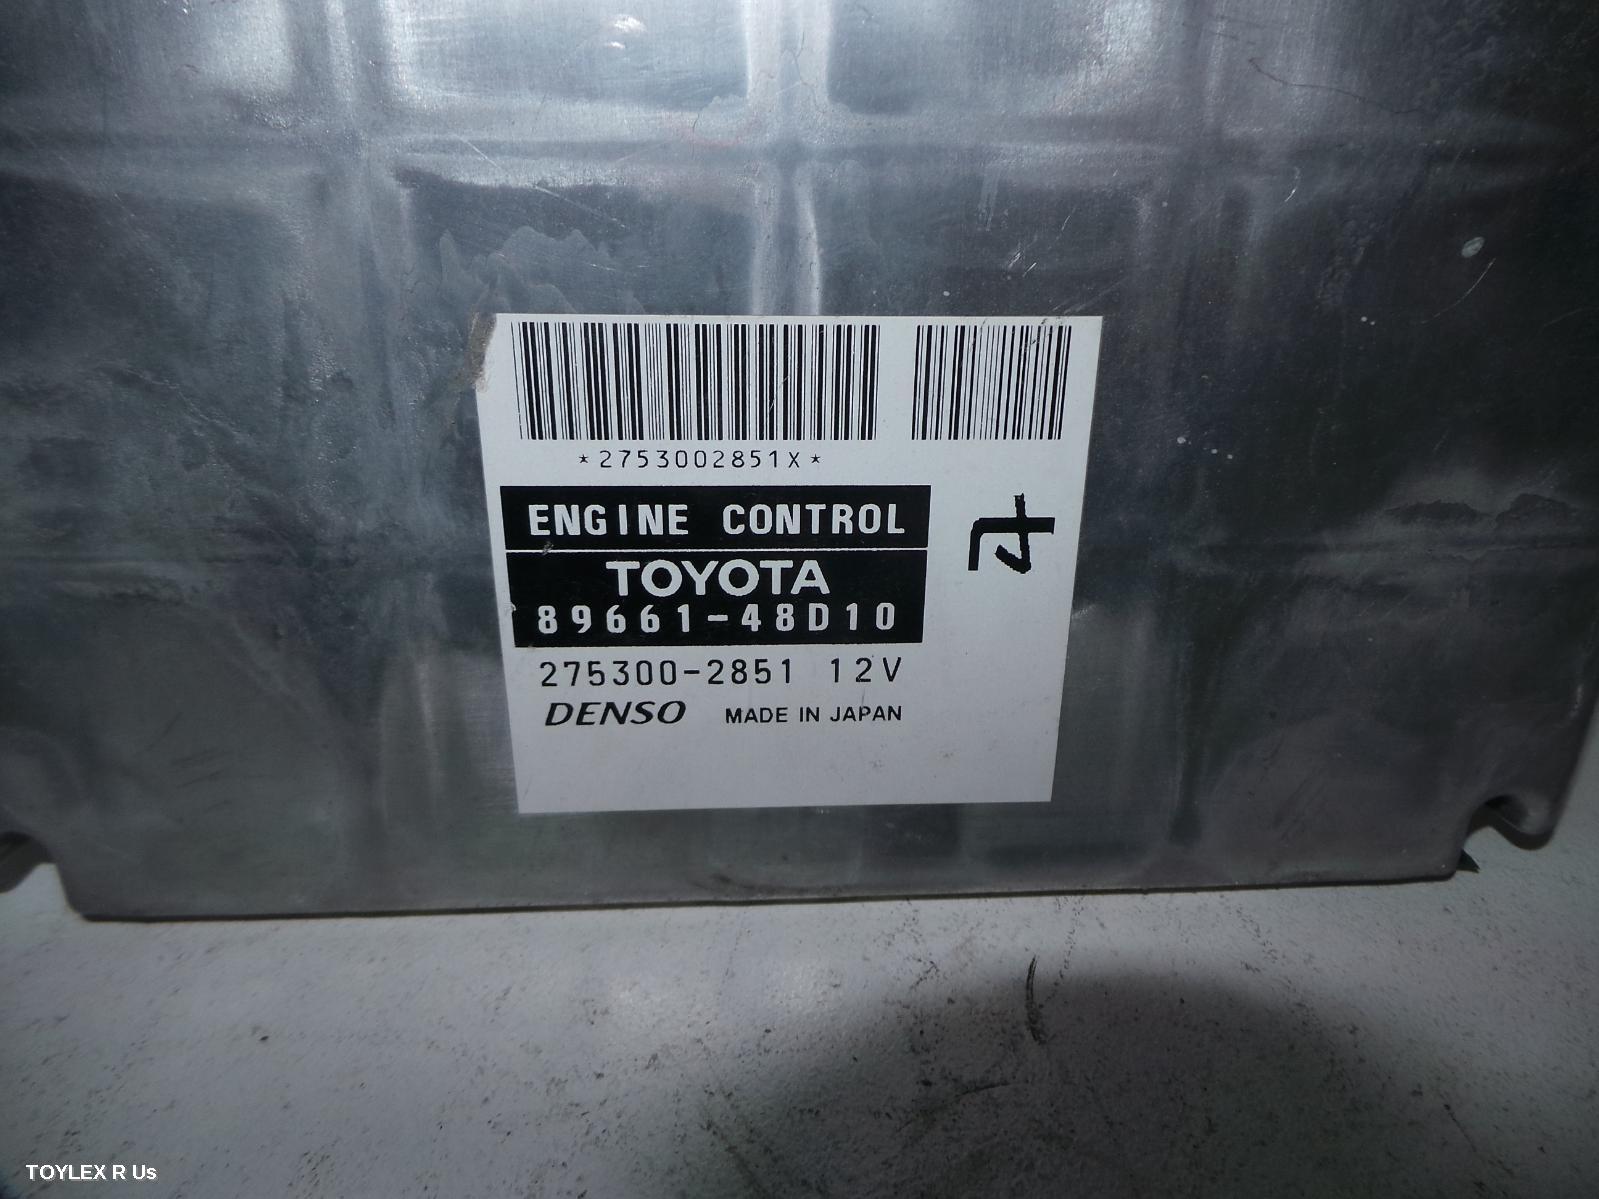 *2753002851X*
ENGINE CONTROL
TOYOTA
89661-48D10
275300-2851 12V
DENSO MADE IN JAPAN
TOYLEX R Us